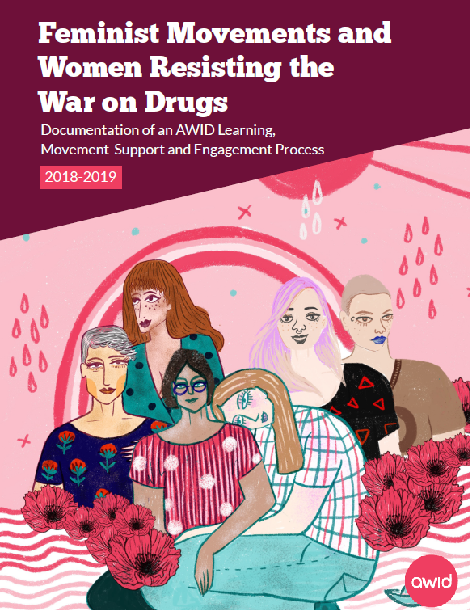 Feminist Movements and
Women Resisting the
War on Drugs
Documentation of an AWID Learning,
Movement Support and Engagement Process
2018-2019
awid